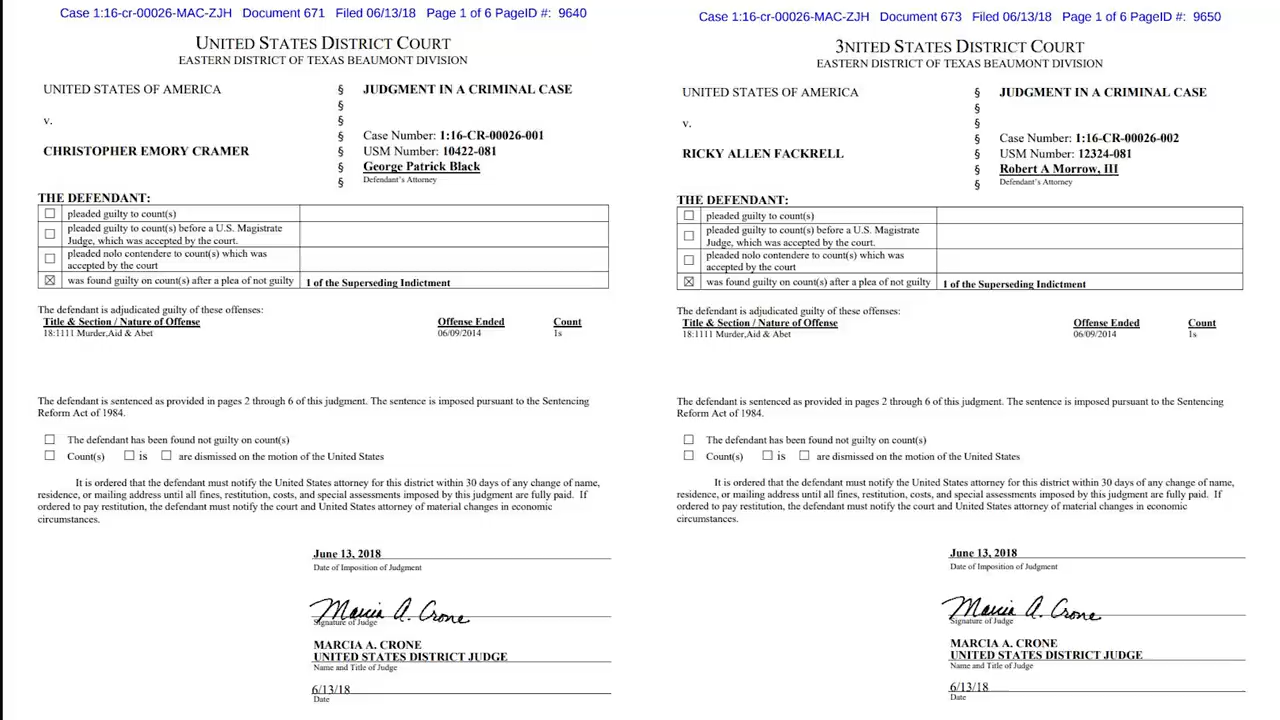 Case 1:16-cr-00026-MAC-ZJH Document 671 Filed 06/13/18 Page 1 of 6 PageID #: 9640
UNITED STATES DISTRICT COURT
EASTERN DISTRICT OF TEXAS BEAUMONT DIVISION
UNITED STATES OF AMERICA
v.
CHRISTOPHER EMORY CRAMER
§
§
§
§
§
§
§
JUDGMENT IN A CRIMINAL CASE
Case Number: 1:16-CR-00026-001
USM Number: 10422-081
George Patrick Black
Defendant's Attorney
THE DEFENDANT:
☐ pleaded guilty to count(s)
☐ pleaded guilty to count(s) before a U.S. Magistrate
Judge, which was accepted by the court.
☐ pleaded nolo contendere to count(s) which was
accepted by the court
☒ was found guilty on count(s) after a plea of not guilty 1 of the Superseding Indictment
The defendant is adjudicated guilty of these offenses:
Title & Section / Nature of Offense Offense Ended Count
18:1111 Murder,Aid & Abet 06/09/2014 1s
The defendant is sentenced as provided in pages 2 through 6 of this judgment. The sentence is imposed pursuant to the Sentencing
Reform Act of 1984.
☐ The defendant has been found not guilty on count(s)
☐ Count(s) ☐ is ☐ are dismissed on the motion of the United States
It is ordered that the defendant must notify the United States attorney for this district within 30 days of any change of name,
residence, or mailing address until all fines, restitution, costs, and special assessments imposed by this judgment are fully paid. If
ordered to pay restitution, the defendant must notify the court and United States attorney of material changes in economic
circumstances.
June 13, 2018
Date of Imposition of Judgment
Marcia A. Crone
Signature of Judge
MARCIA A. CRONE
UNITED STATES DISTRICT JUDGE
Name and Title of Judge
6/13/18
Date
Case 1:16-cr-00026-MAC-ZJH Document 673 Filed 06/13/18 Page 1 of 6 PageID #: 9650
3NITED STATES DISTRICT COURT
EASTERN DISTRICT OF TEXAS BEAUMONT DIVISION
UNITED STATES OF AMERICA
v.
RICKY ALLEN FACKRELL
§
§
§
§
§
§
§
JUDGMENT IN A CRIMINAL CASE
Case Number: 1:16-CR-00026-002
USM Number: 12324-081
Robert A Morrow, III
Defendant's Attorney
THE DEFENDANT:
☐ pleaded guilty to count(s)
☐ pleaded guilty to count(s) before a U.S. Magistrate
Judge, which was accepted by the court.
☐ pleaded nolo contendere to count(s) which was
accepted by the court
☒ was found guilty on count(s) after a plea of not guilty 1 of the Superseding Indictment
The defendant is adjudicated guilty of these offenses:
Title & Section / Nature of Offense Offense Ended Count
18:1111 Murder,Aid & Abet 06/09/2014 1s
The defendant is sentenced as provided in pages 2 through 6 of this judgment. The sentence is imposed pursuant to the Sentencing
Reform Act of 1984.
☐ The defendant has been found not guilty on count(s)
☐ Count(s) ☐ is ☐ are dismissed on the motion of the United States
It is ordered that the defendant must notify the United States attorney for this district within 30 days of any change of name,
residence, or mailing address until all fines, restitution, costs, and special assessments imposed by this judgment are fully paid. If
ordered to pay restitution, the defendant must notify the court and United States attorney of material changes in economic
circumstances.
June 13, 2018
Date of Imposition of Judgment
Marcia A. Crone
Signature of Judge
MARCIA A. CRONE
UNITED STATES DISTRICT JUDGE
Name and Title of Judge
6/13/18
Date